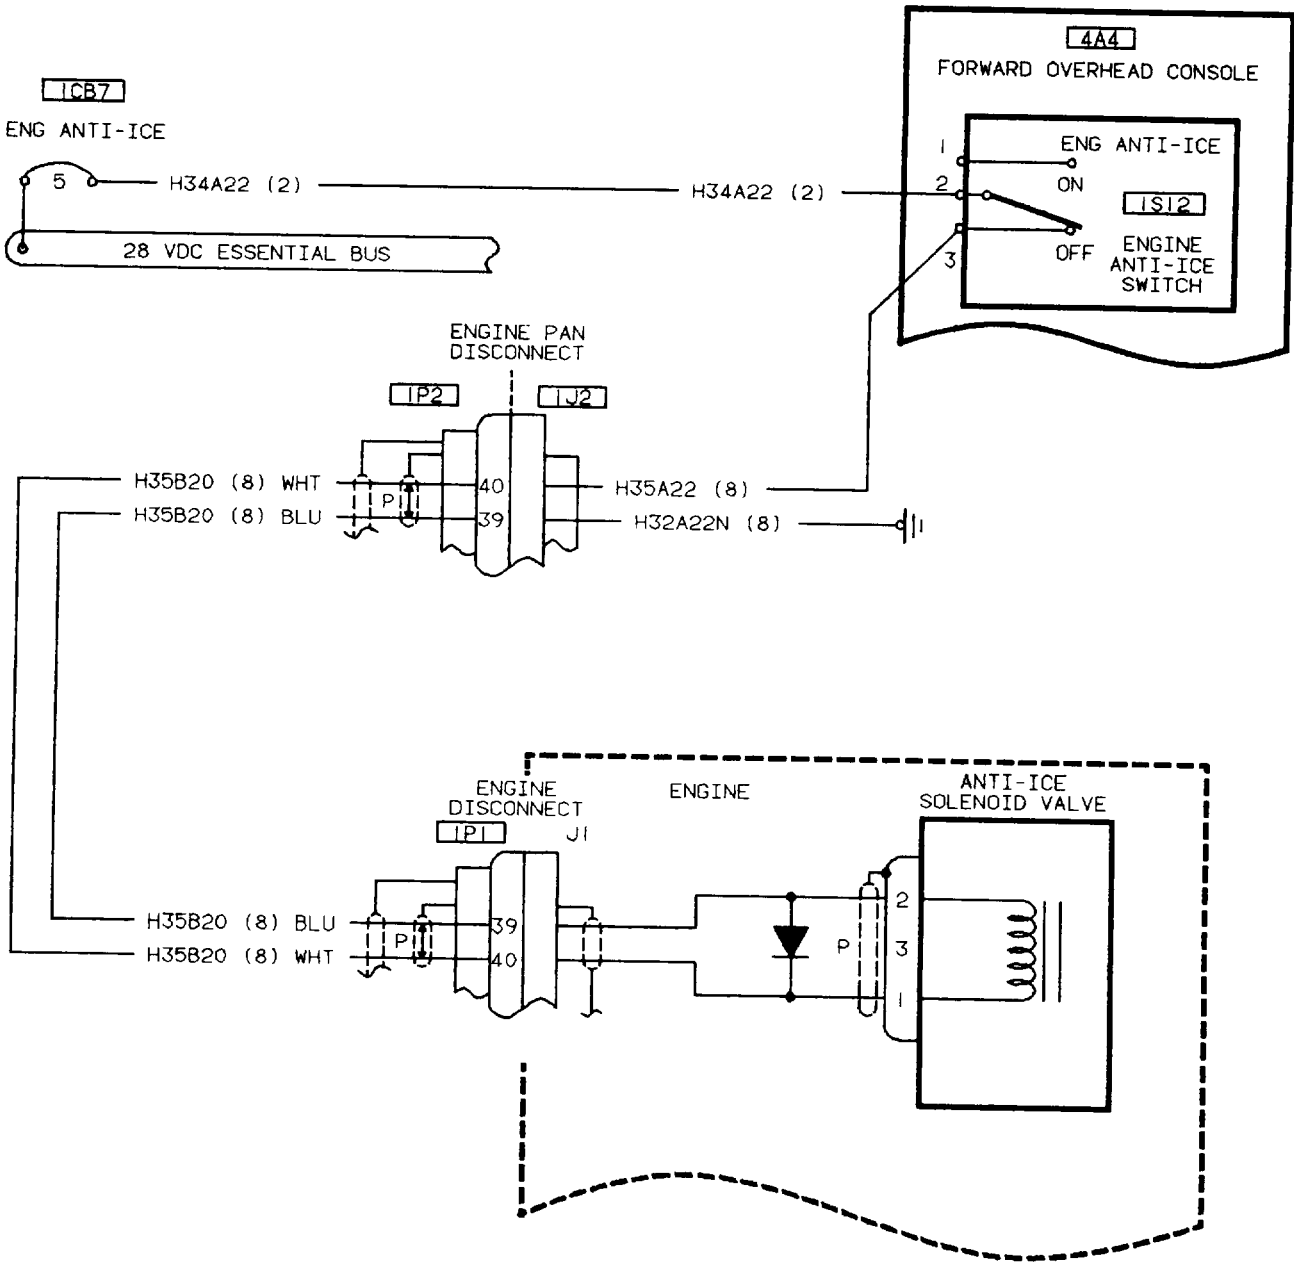 4A4
FORWARD OVERHEAD CONSOLE
1CB7
ENG ANTI-ICE
5
H34A22 (2)
H34A22 (2)
1
2
3
ENG ANTI-ICE
ON
1S12
OFF
ENGINE
ANTI-ICE
SWITCH
28 VDC ESSENTIAL BUS
ENGINE PAN
DISCONNECT
1P2
1J2
H35B20 (8) WHT
P
40
H35A22 (8)
H35B20 (8) BLU
39
H32A22N (8)
ENGINE
DISCONNECT
1P1
J1
ENGINE
ANTI-ICE
SOLENOID VALVE
H35B20 (8) BLU
P
39
H35B20 (8) WHT
40
P
2
3
1